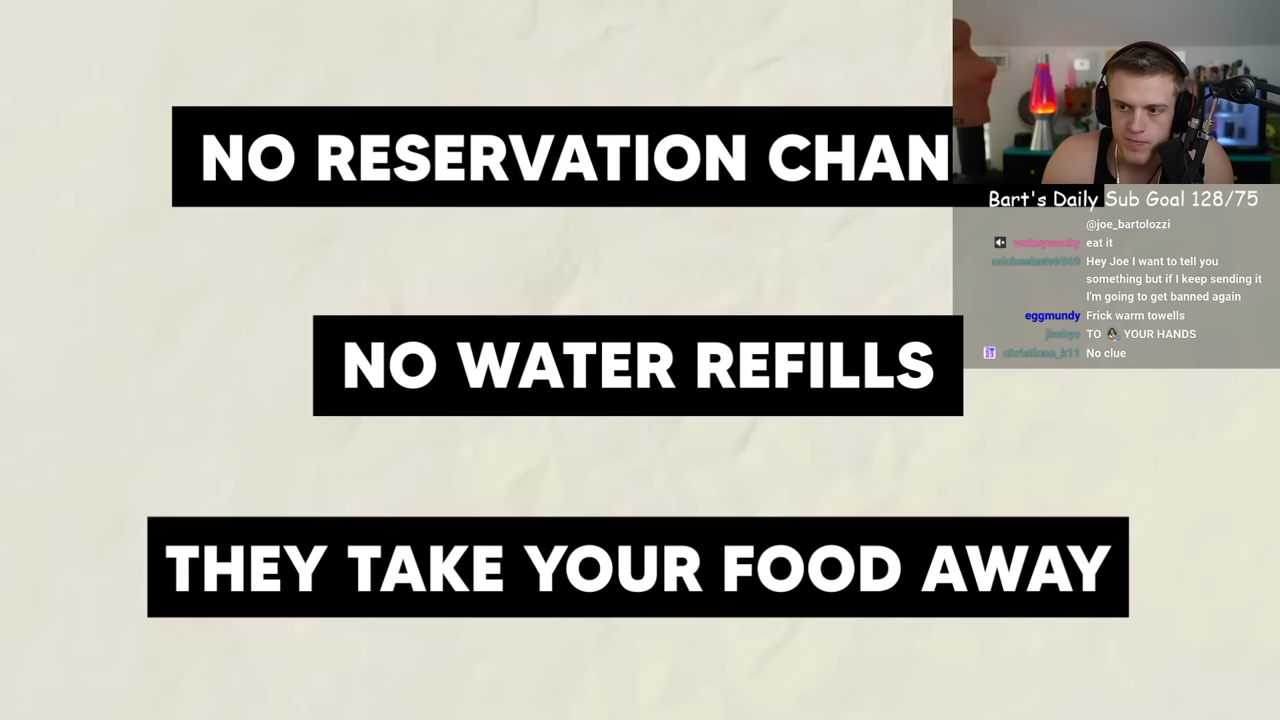 NO RESERVATION CHAN
NO WATER REFILLS
THEY TAKE YOUR FOOD AWAY
Bart's Daily Sub Goal 128/75
@joe_bartolozzi
eat it
Hey Joe I want to tell you
something but if I keep sending it
I'm going to get banned again
eggmundy Frick warm towells
TO YOUR HANDS
No clue